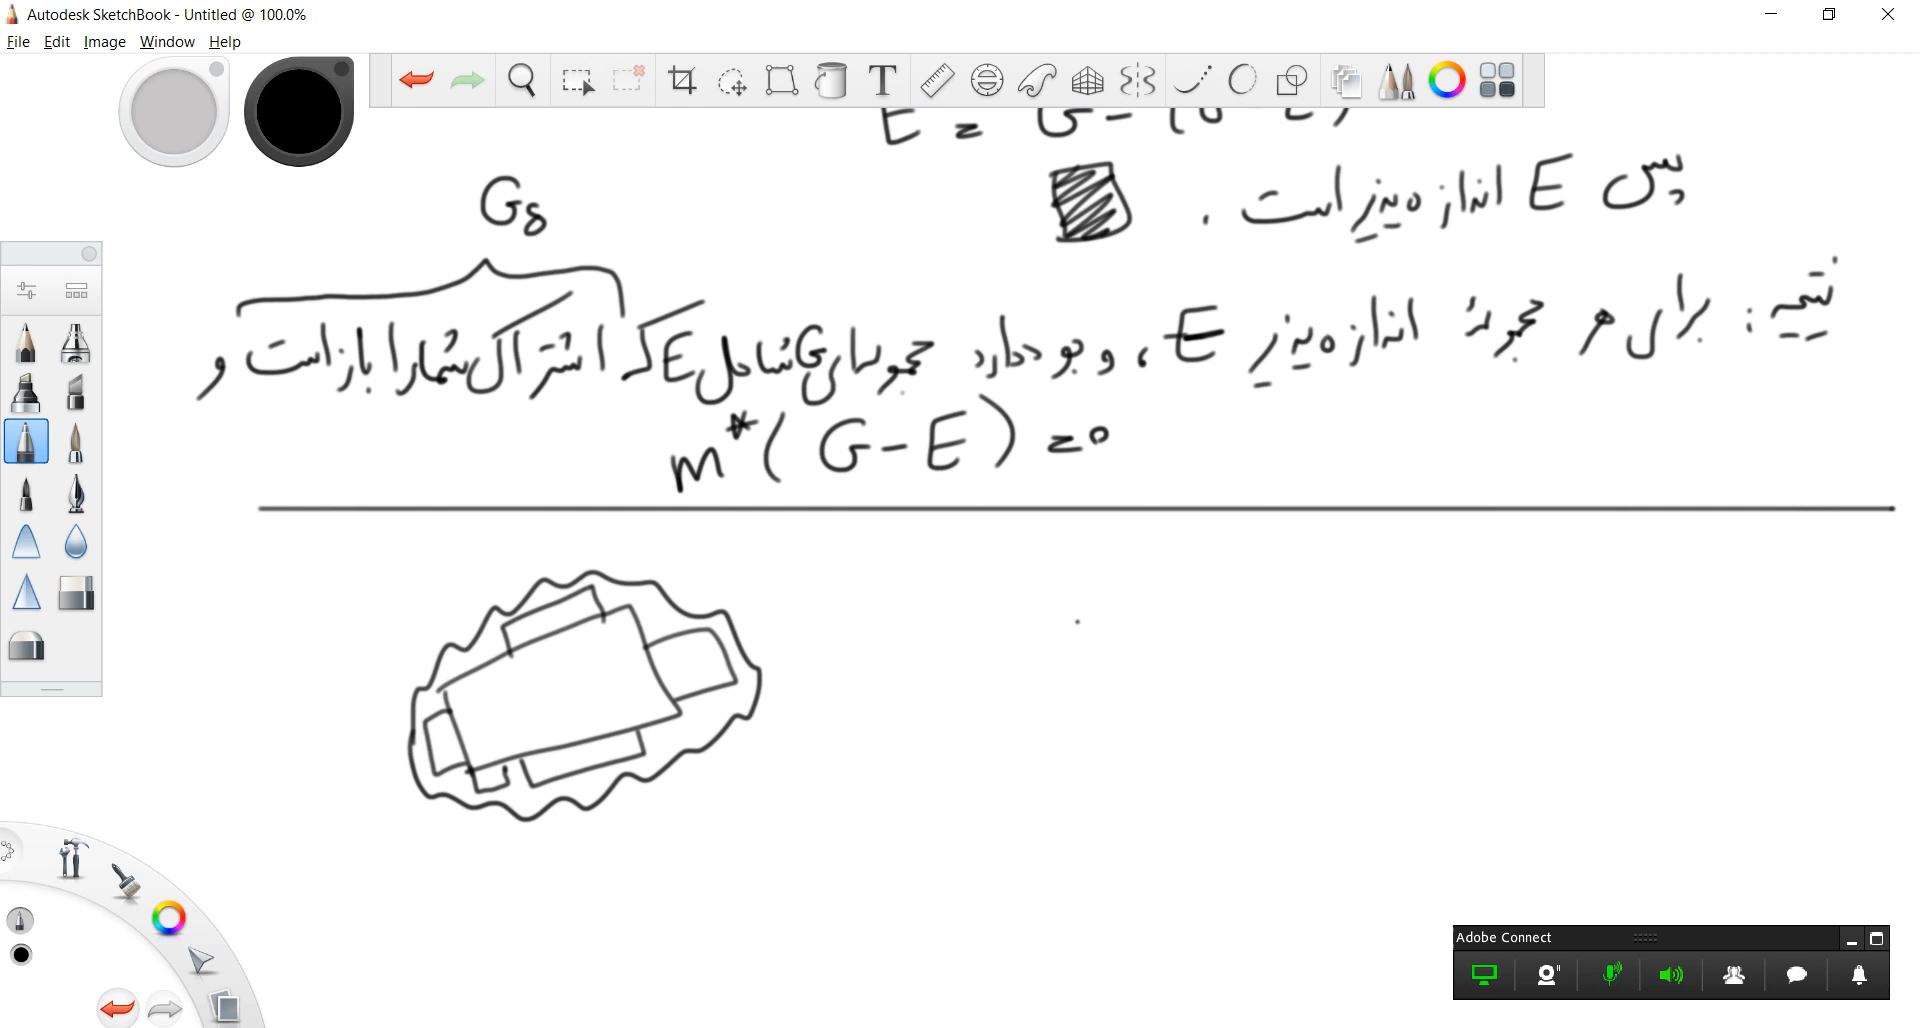 Autodesk SketchBook - Untitled @ 100.0%
File Edit Image Window Help
T
E = G - (G - E)
پس E اندازه‌پذیر است .
Gδ
نتیجه : برای هر مجموعهٔ اندازه‌پذیر E ، وجود دارد مجموعه‌ای G شامل E که اشتراک شمارا باز است و
m*(G-E)=0
Adobe Connect